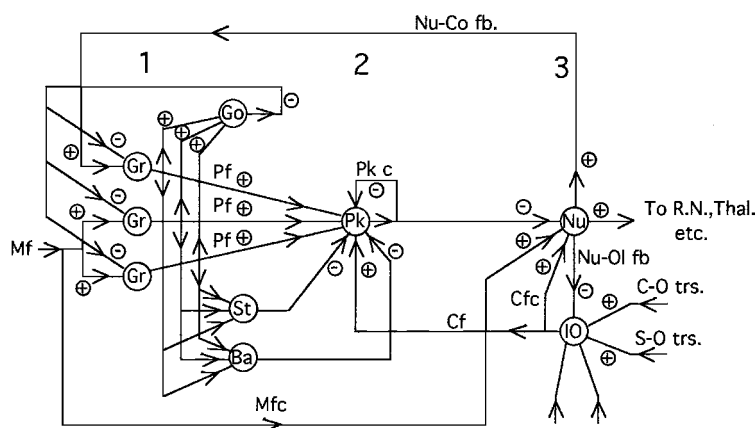 Nu-Co fb.
1 2 3
Go
Gr
Pf
Pk c
Gr
Pf
Pk
Nu
To R.N.,Thal.
etc.
Mf
Pf
Nu-Ol fb
Gr
Cfc
C-O trs.
St
Cf
IO
S-O trs.
Ba
Mfc